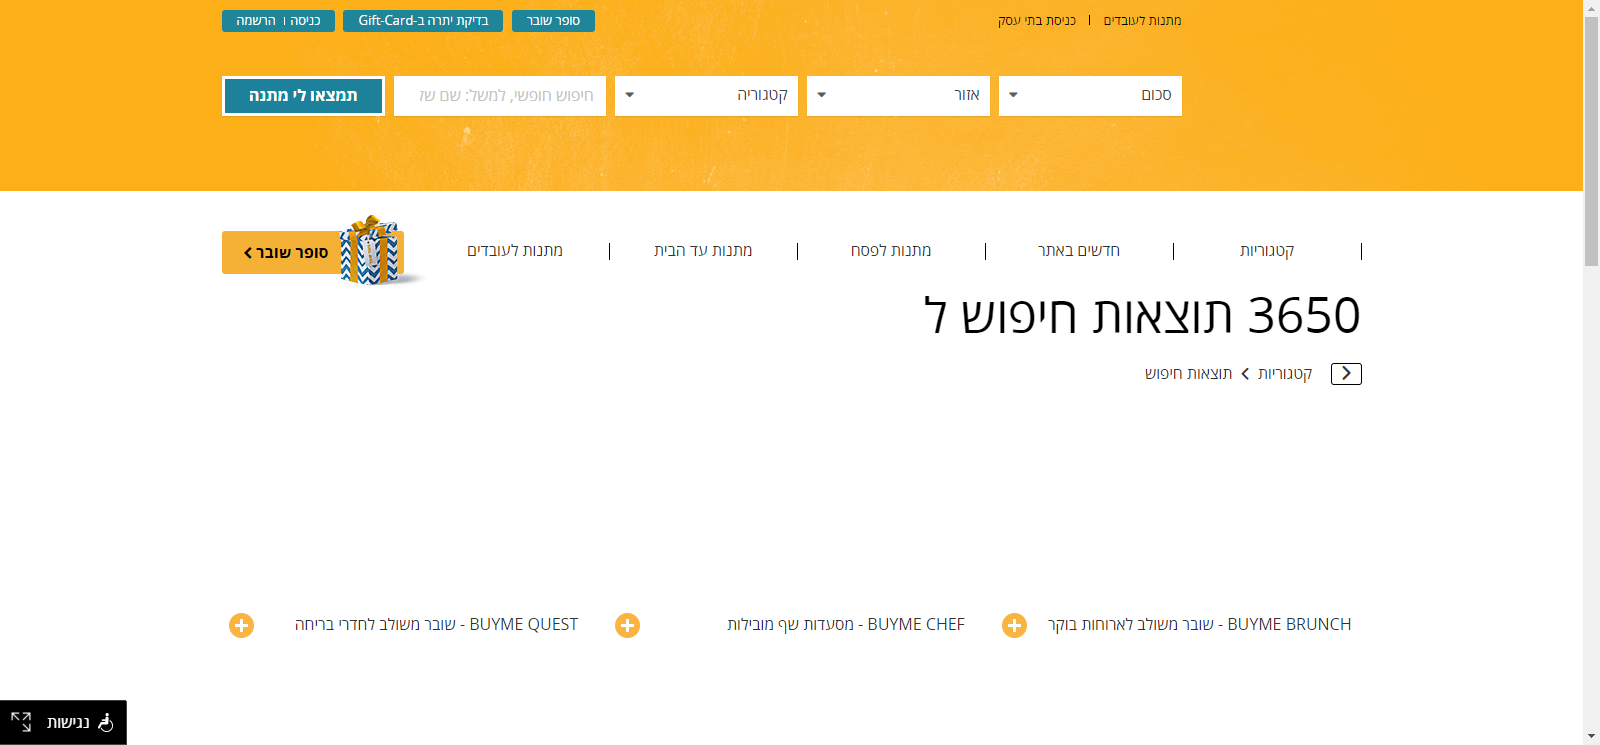 מתנות לעובדים | כניסת בתי עסק
סופר שובר
בדיקת יתרה ב-Gift-Card
כניסה | הרשמה
סכום
אזור
קטגוריה
חיפוש חופשי, למשל: שם של
תמצאו לי מתנה
קטגוריות
חדשים באתר
מתנות לפסח
מתנות עד הבית
מתנות לעובדים
סופר שובר
3650 תוצאות חיפוש ל
קטגוריות
תוצאות חיפוש
BUYME BRUNCH - שובר משולב לארוחות בוקר
BUYME CHEF - מסעדות שף מובילות
BUYME QUEST - שובר משולב לחדרי בריחה
נגישות